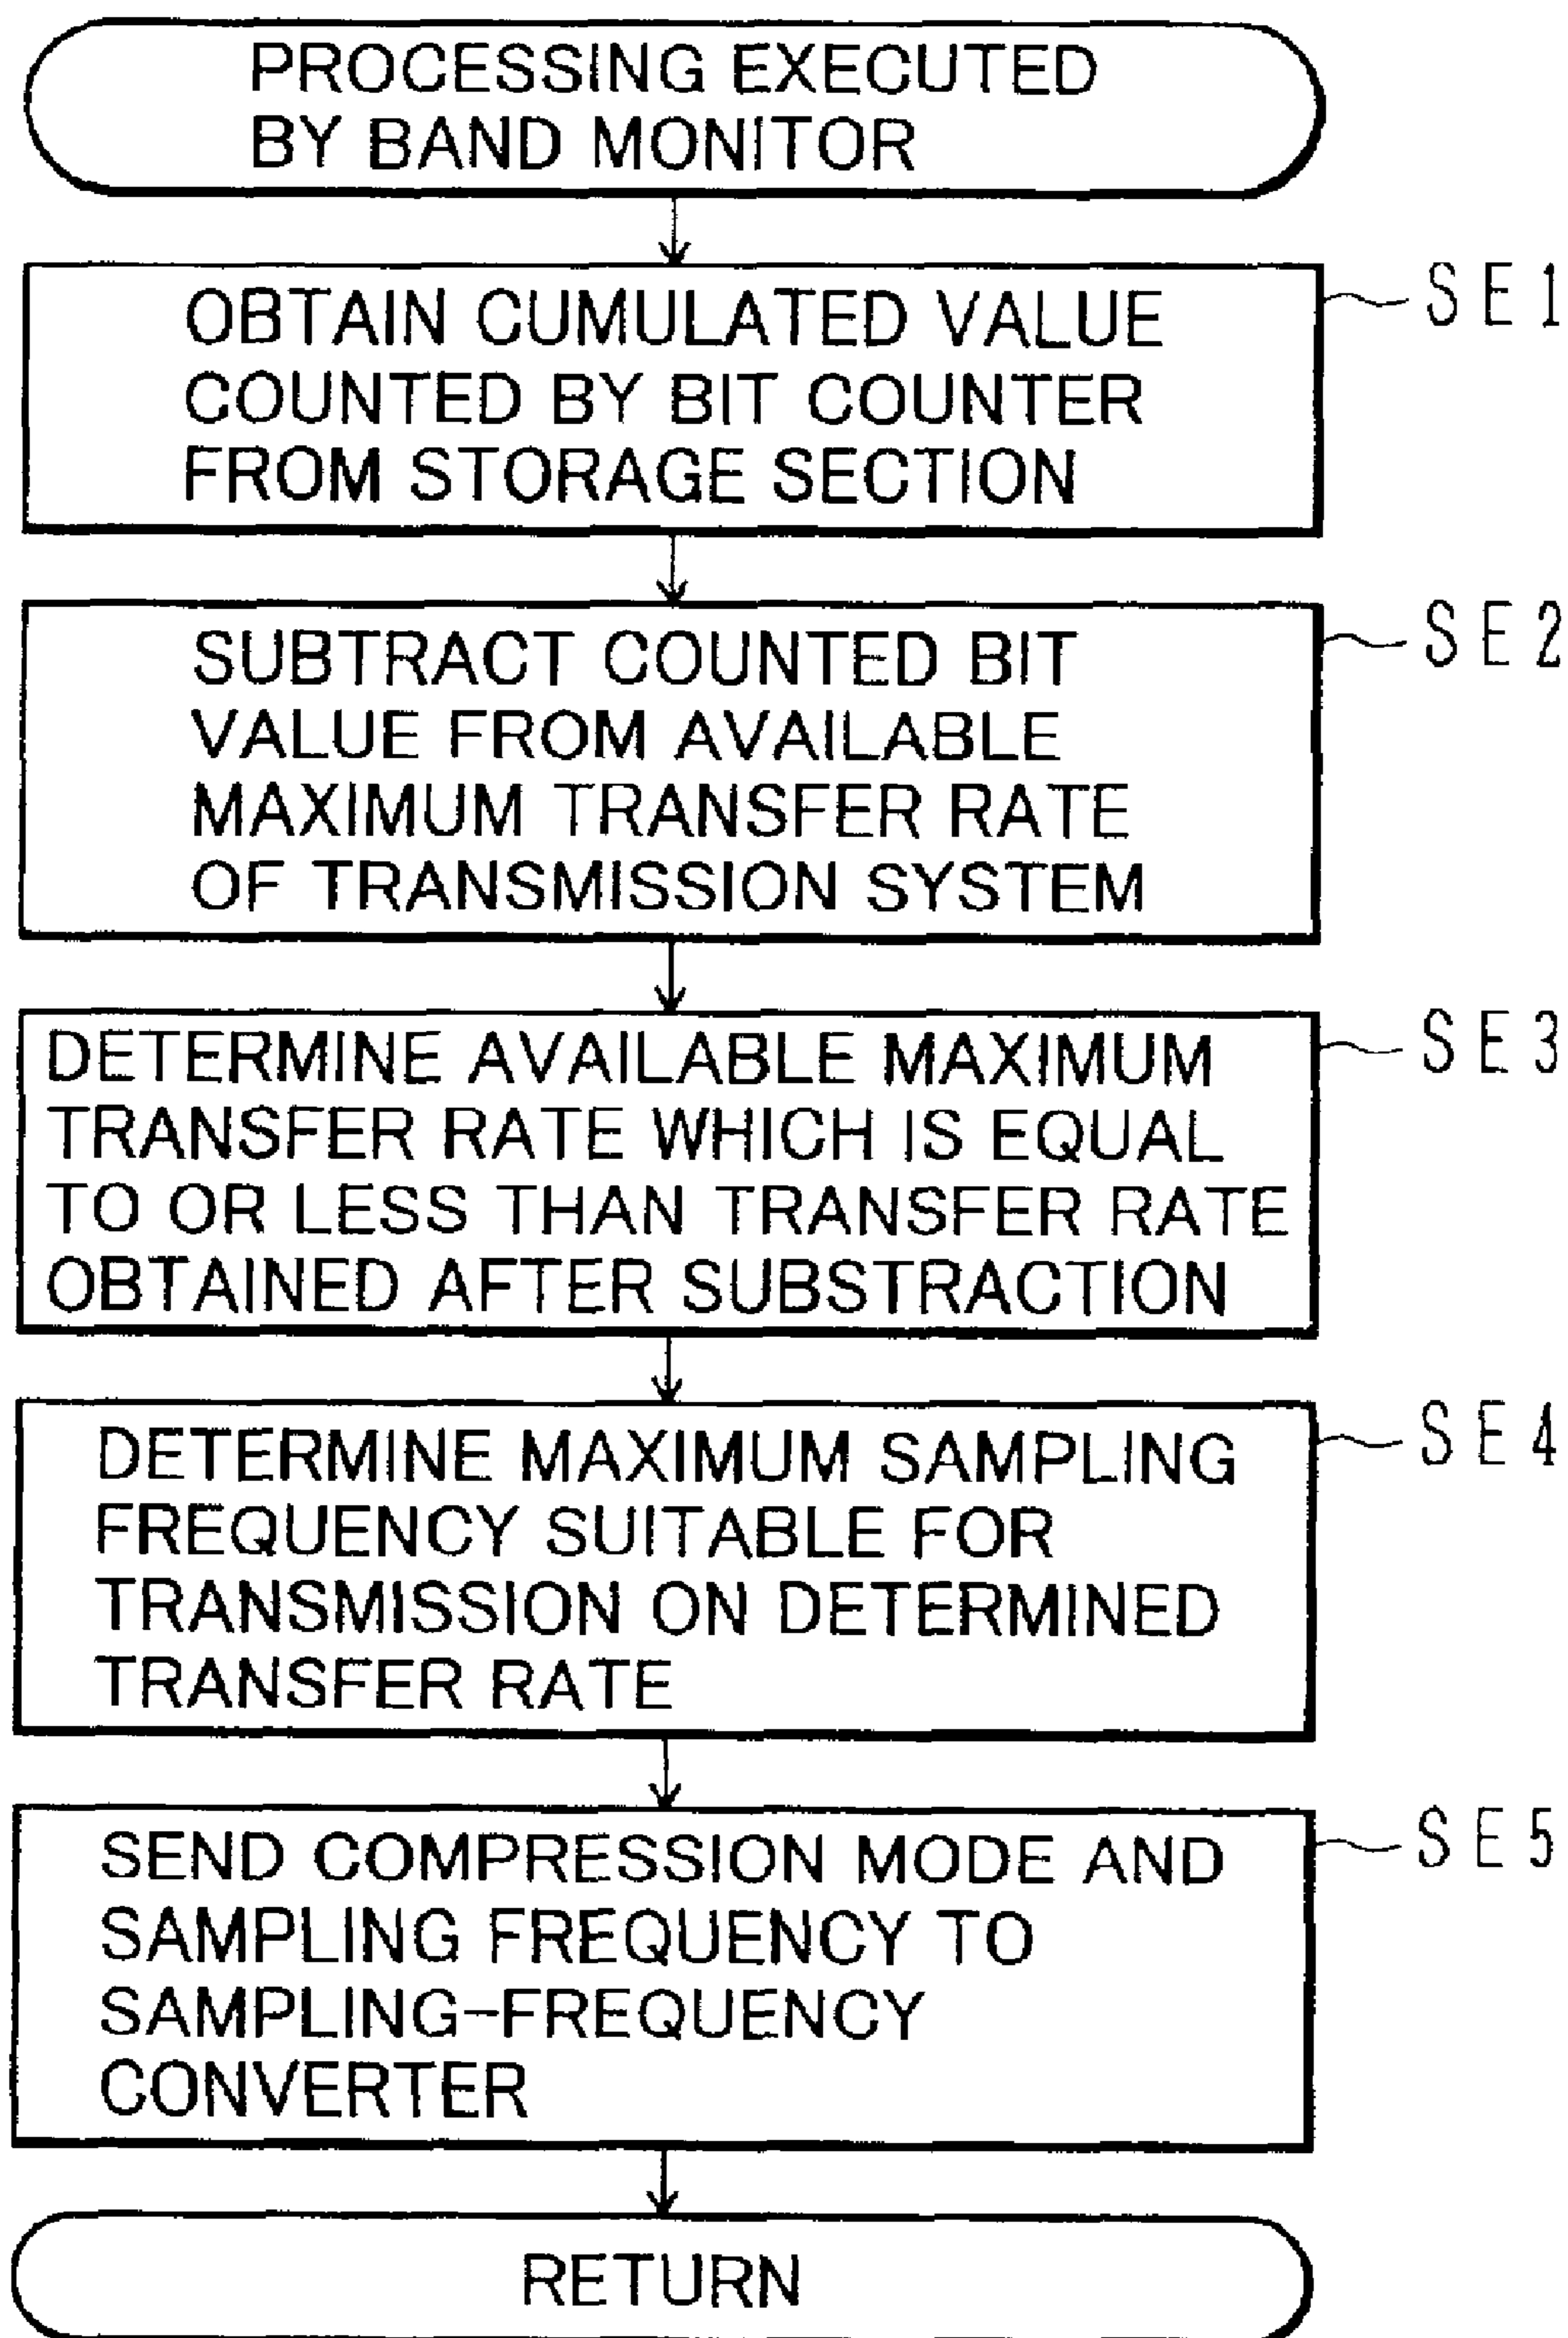 PROCESSING EXECUTED
BY BAND MONITOR
OBTAIN CUMULATED VALUE
COUNTED BY BIT COUNTER
FROM STORAGE SECTION
SE1
SUBTRACT COUNTED BIT
VALUE FROM AVAILABLE
MAXIMUM TRANSFER RATE
OF TRANSMISSION SYSTEM
SE2
DETERMINE AVAILABLE MAXIMUM
TRANSFER RATE WHICH IS EQUAL
TO OR LESS THAN TRANSFER RATE
OBTAINED AFTER SUBSTRACTION
SE3
DETERMINE MAXIMUM SAMPLING
FREQUENCY SUITABLE FOR
TRANSMISSION ON DETERMINED
TRANSFER RATE
SE4
SEND COMPRESSION MODE AND
SAMPLING FREQUENCY TO
SAMPLING-FREQUENCY
CONVERTER
SE5
RETURN